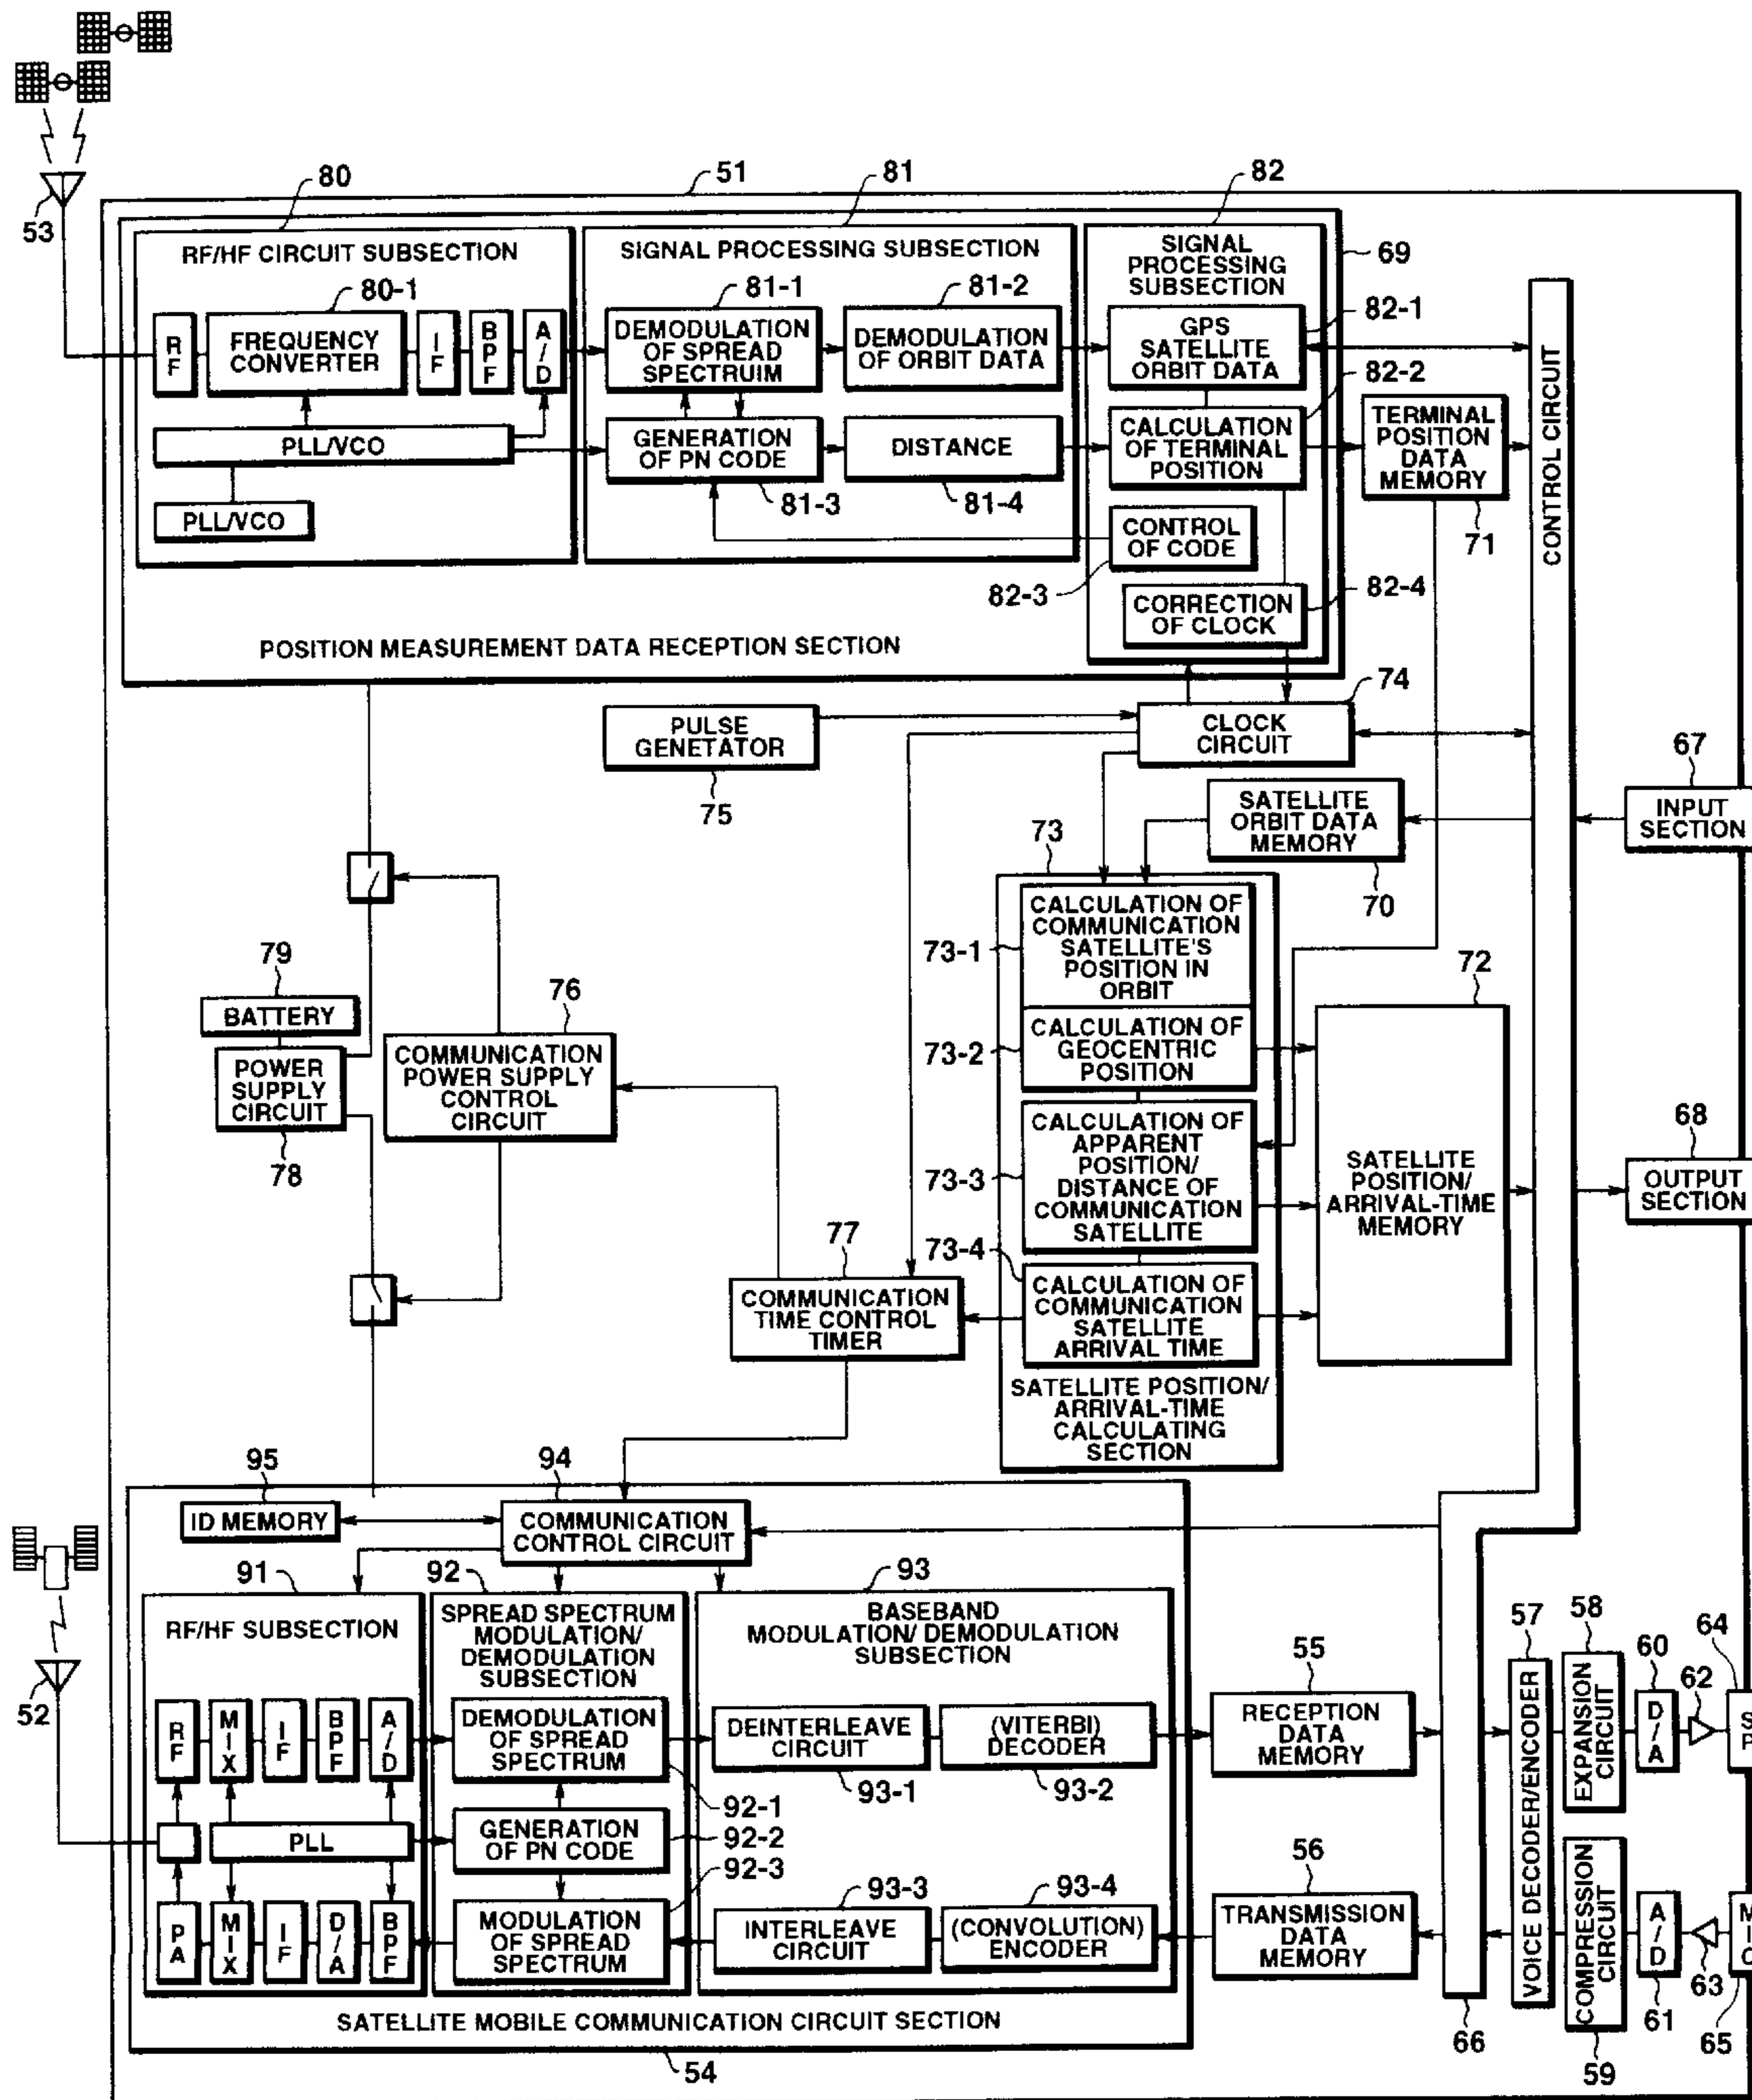 80
51
81
82
53
RF/HF CIRCUIT SUBSECTION
80-1
RF
FREQUENCY
CONVERTER
IF
BPF
A/D
PLL/VCO
PLL/VCO
SIGNAL PROCESSING SUBSECTION
81-1
81-2
DEMODULATION
OF SPREAD
SPECTRUIM
DEMODULATION
OF ORBIT DATA
GENERATION
OF PN CODE
DISTANCE
81-3
81-4
SIGNAL
PROCESSING
SUBSECTION
69
82-1
GPS
SATELLITE
ORBIT DATA
82-2
CALCULATION
OF TERMINAL
POSITION
CONTROL
OF CODE
82-3
82-4
CORRECTION
OF CLOCK
TERMINAL
POSITION
DATA
MEMORY
71
CONTROL CIRCUIT
POSITION MEASUREMENT DATA RECEPTION SECTION
74
PULSE
GENETATOR
75
CLOCK
CIRCUIT
67
INPUT
SECTION
SATELLITE
ORBIT DATA
MEMORY
70
73
73-1
CALCULATION OF
COMMUNICATION
SATELLITE'S
POSITION IN
ORBIT
73-2
CALCULATION OF
GEOCENTRIC
POSITION
73-3
CALCULATION OF
APPARENT
POSITION/
DISTANCE OF
COMMUNICATION
SATELLITE
73-4
CALCULATION OF
COMMUNICATION
SATELLITE
ARRIVAL TIME
SATELLITE POSITION/
ARRIVAL-TIME
CALCULATING
SECTION
72
SATELLITE
POSITION/
ARRIVAL-TIME
MEMORY
68
OUTPUT
SECTION
79
BATTERY
POWER
SUPPLY
CIRCUIT
78
76
COMMUNICATION
POWER SUPPLY
CONTROL
CIRCUIT
77
COMMUNICATION
TIME CONTROL
TIMER
95
ID MEMORY
94
COMMUNICATION
CONTROL CIRCUIT
52
91
RF/HF SUBSECTION
RF
MIX
IF
BPF
A/D
PLL
PA
MIX
IF
D/A
BPF
92
SPREAD SPECTRUM
MODULATION/
DEMODULATION
SUBSECTION
DEMODULATION
OF SPREAD
SPECTRUM
92-1
GENERATION
OF PN CODE
92-2
92-3
MODULATION
OF SPREAD
SPECTRUM
93
BASEBAND
MODULATION/ DEMODULATION
SUBSECTION
DEINTERLEAVE
CIRCUIT
93-1
(VITERBI)
DECODER
93-2
93-3
INTERLEAVE
CIRCUIT
93-4
(CONVOLUTION)
ENCODER
SATELLITE MOBILE COMMUNICATION CIRCUIT SECTION
54
55
RECEPTION
DATA
MEMORY
56
TRANSMISSION
DATA
MEMORY
66
57
VOICE DECODER/ENCODER
58
EXPANSION
CIRCUIT
60
D/A
62
64
SP
COMPRESSION
CIRCUIT
59
A/D
61
63
MIC
65